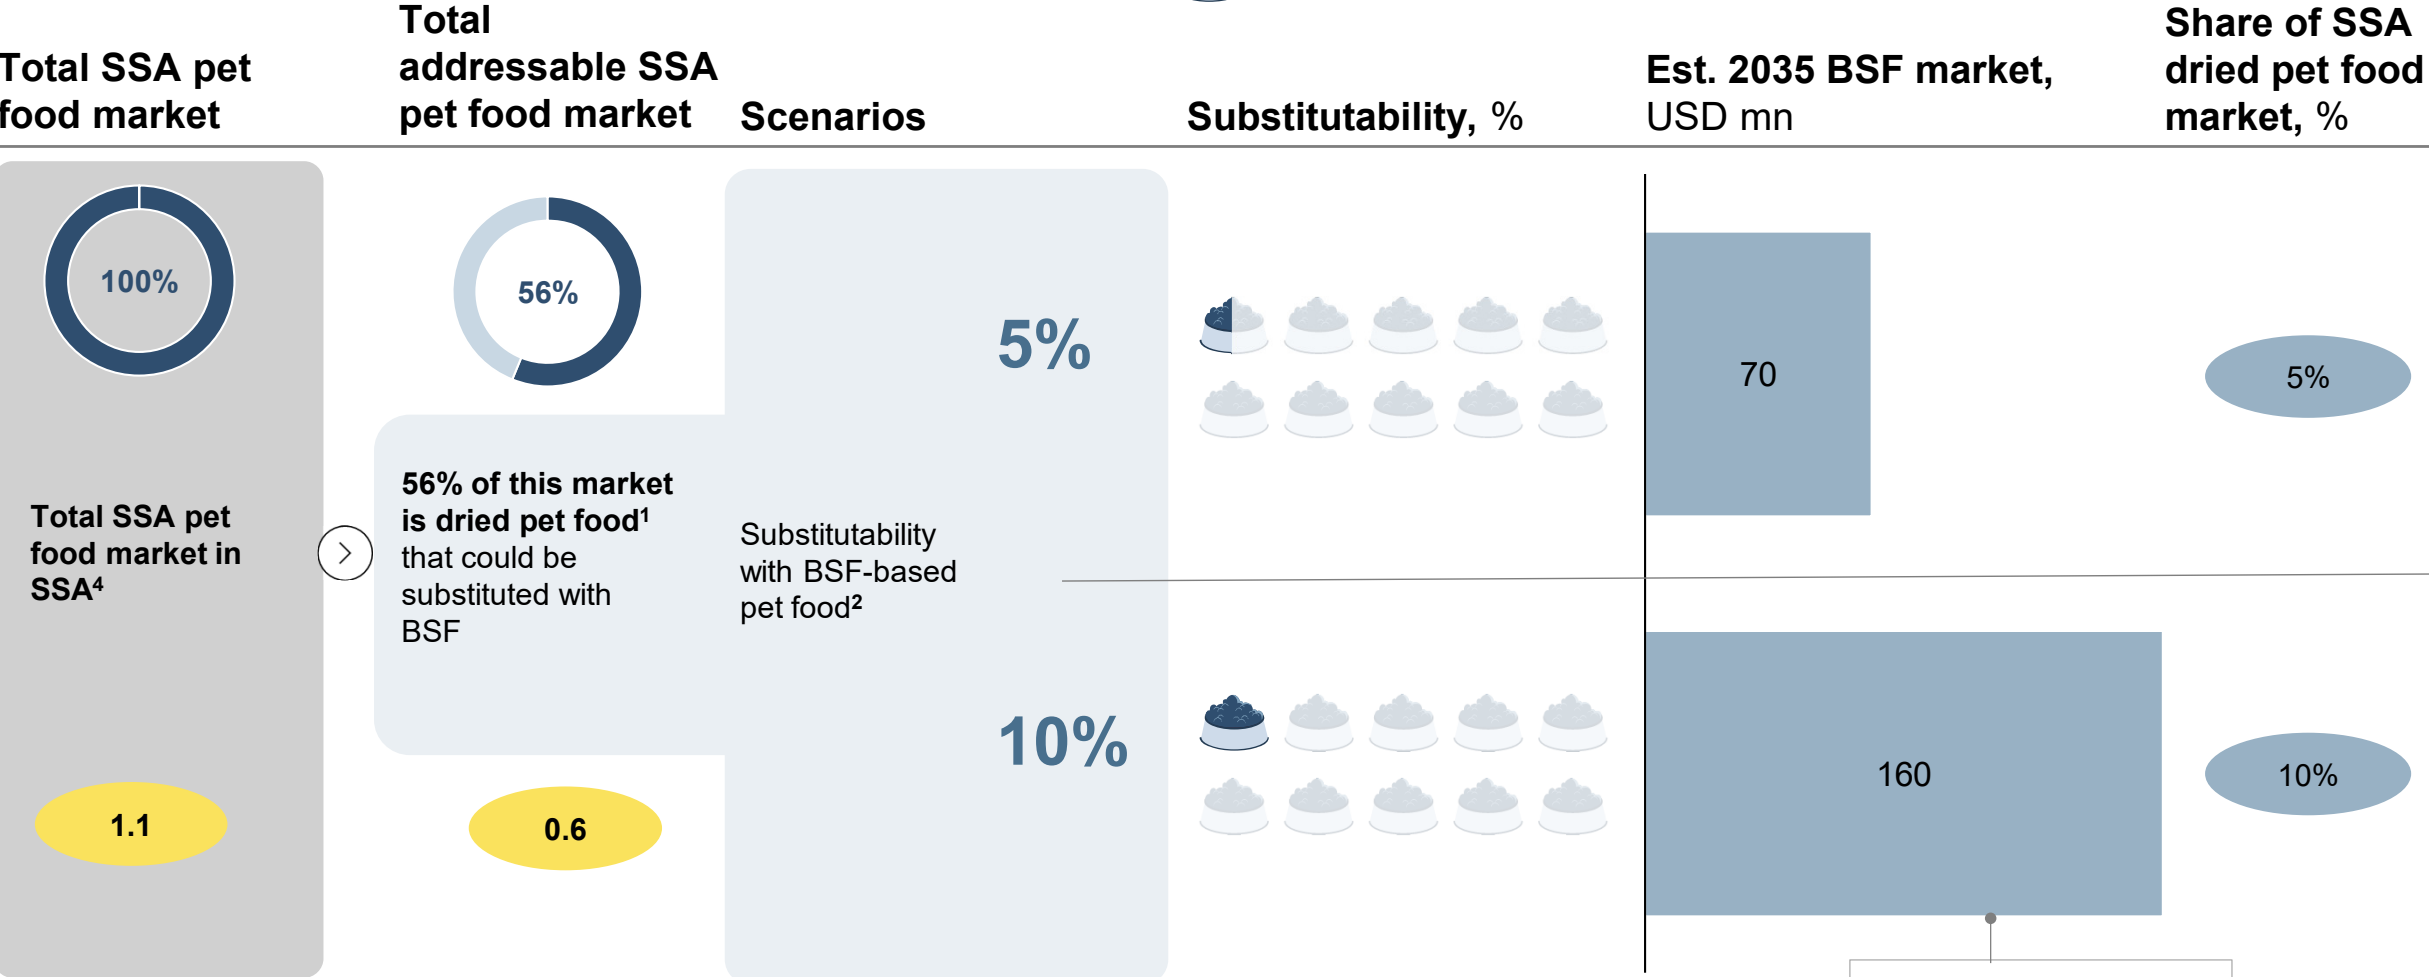 Total SSA pet
food market
Total
addressable SSA
pet food market
Scenarios
Substitutability, %
Est. 2035 BSF market,
USD mn
Share of SSA
dried pet food
market, %
100%
Total SSA pet
food market in
SSA⁴
1.1
56%
56% of this market
is dried pet food¹
that could be
substituted with
BSF
0.6
Substitutability
with BSF-based
pet food²
5%
70
5%
10%
160
10%